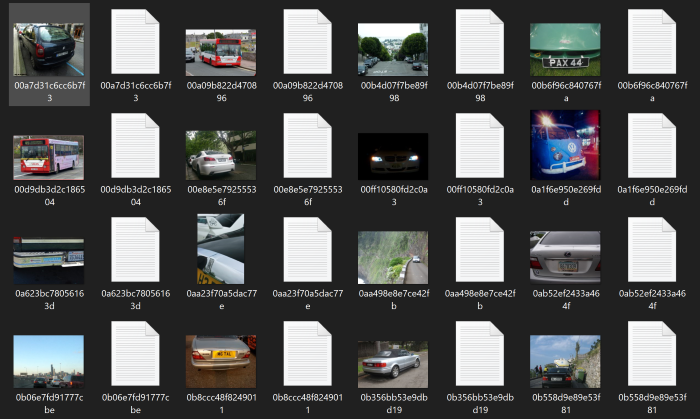 00a7d31c6cc6b7f
3
00a7d31c6cc6b7f
3
00a09b822d4708
96
00a09b822d4708
96
00b4d07f7be89f
98
00b4d07f7be89f
98
PAX 44
00b6f96c840767f
a
00b6f96c840767f
a
00d9db3d2c1865
04
00d9db3d2c1865
04
00e8e5e7925553
6f
00e8e5e7925553
6f
00ff10580fd2c0a
3
00ff10580fd2c0a
3
0a1f6e950e269fd
d
0a1f6e950e269fd
d
0a623bc7805616
3d
0a623bc7805616
3d
0aa23f70a5dac77
e
0aa23f70a5dac77
e
0aa498e8e7ce42f
b
0aa498e8e7ce42f
b
0ab52ef2433a46
4f
0ab52ef2433a46
4f
0b06e7fd91777c
be
0b06e7fd91777c
be
0b8ccc48f824901
1
0b8ccc48f824901
1
0b356bb53e9db
d19
0b356bb53e9db
d19
0b558d9e89e53f
81
0b558d9e89e53f
81